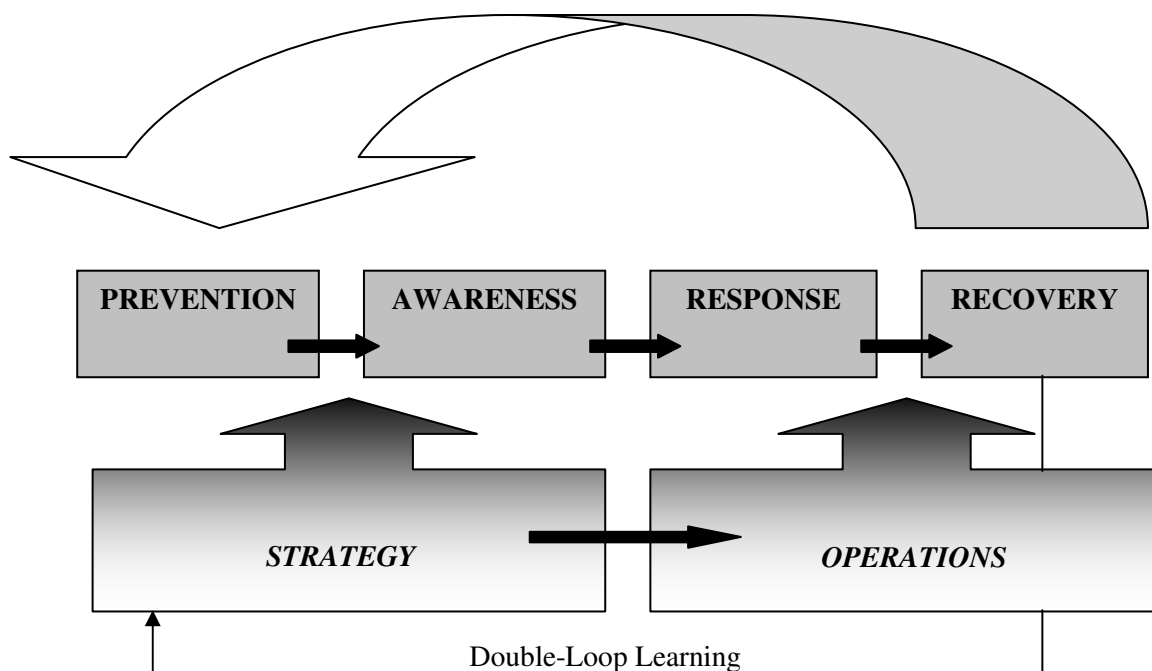 PREVENTION AWARENESS RESPONSE RECOVERY
STRATEGY OPERATIONS
Double-Loop Learning